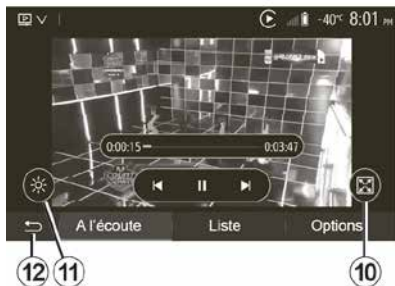 -40°C 8:01 PM
0:00:15
0:03:47
A l'écoute
Liste
Options
12
11
10